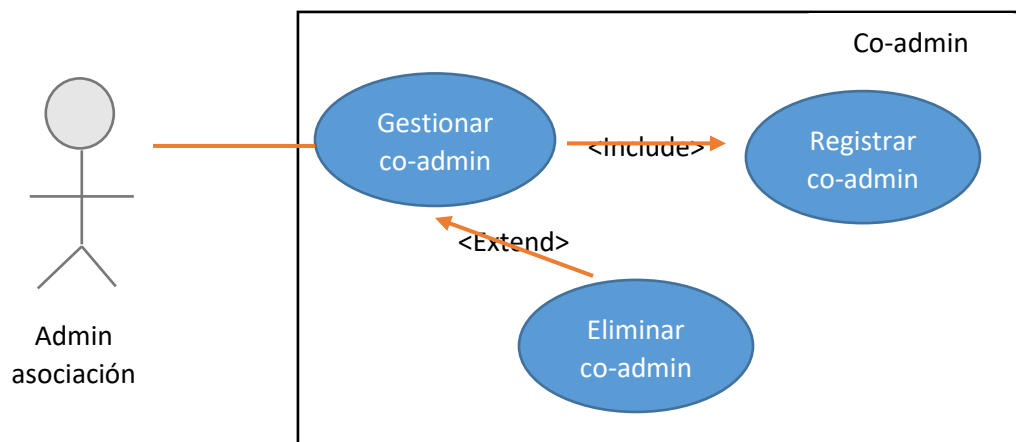 Co-admin
Gestionar
co-admin
<Include>
Registrar
co-admin
<Extend>
Eliminar
co-admin
Admin
asociación